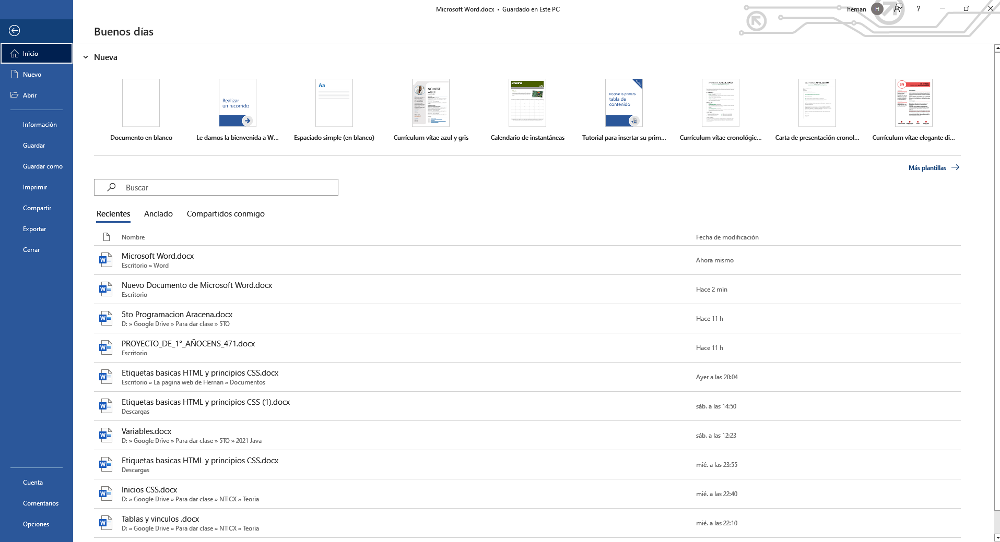 Microsoft Word.docx • Guardado en Este PC
hernan H ?
Buenos días
Inicio
Nuevo
Abrir
Información
Guardar
Guardar como
Imprimir
Compartir
Exportar
Cerrar
Cuenta
Comentarios
Opciones
Nueva
Realizar
un recorrido
Aa
NOMBRE
AQUÍ
enero
Insertar la primera
tabla de
contenido
NOMBRE APELLIDOS
NOMBRE APELLIDOS
SN
Documento en blanco
Le damos la bienvenida a W...
Espaciado simple (en blanco)
Currículum vítae azul y gris
Calendario de instantáneas
Tutorial para insertar su prim...
Currículum vítae cronológic...
Carta de presentación cronol...
Currículum vítae elegante di...
Más plantillas
Buscar
Recientes Anclado Compartidos conmigo
Nombre Fecha de modificación
Microsoft Word.docx
Escritorio » Word
Ahora mismo
Nuevo Documento de Microsoft Word.docx
Escritorio
Hace 2 min
5to Programacion Aracena.docx
D: » Google Drive » Para dar clase » 5TO
Hace 11 h
PROYECTO_DE_1°_AÑOCENS_471.docx
Escritorio
Hace 11 h
Etiquetas basicas HTML y principios CSS.docx
Escritorio » La pagina web de Hernan » Documentos
Ayer a las 20:04
Etiquetas basicas HTML y principios CSS (1).docx
Descargas
sáb. a las 14:50
Variables.docx
D: » Google Drive » Para dar clase » 5TO » 2021 Java
sáb. a las 12:23
Etiquetas basicas HTML y principios CSS.docx
Descargas
mié. a las 23:55
Inicios CSS.docx
D: » Google Drive » Para dar clase » NTICX » Teoria
mié. a las 22:40
Tablas y vinculos .docx
D: » Google Drive » Para dar clase » NTICX » Teoria
mié. a las 22:10